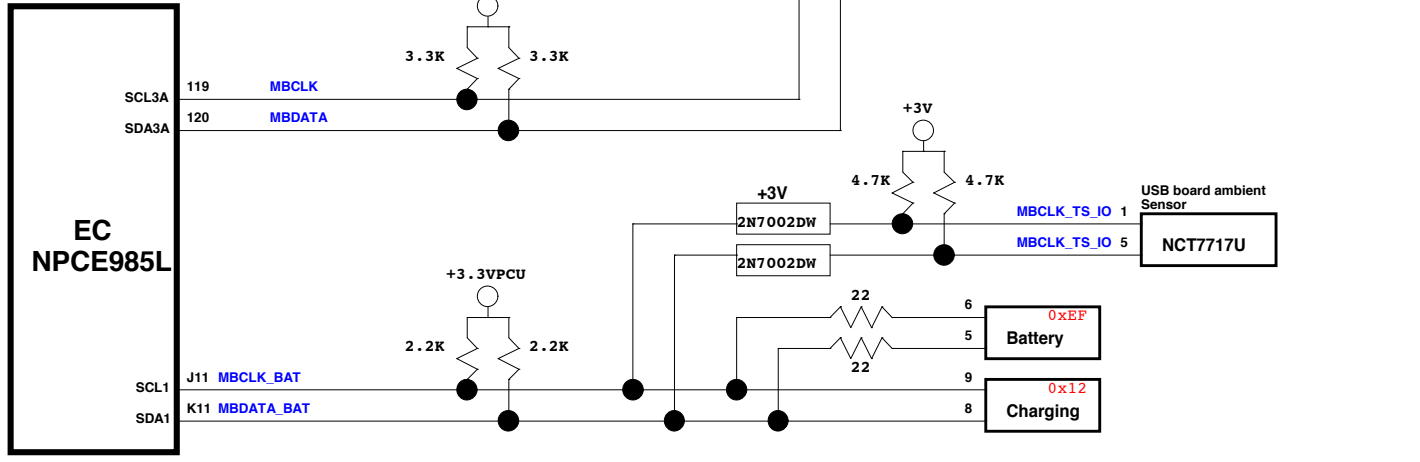 3.3K 3.3K
SCL3A 119 MBCLK
SDA3A 120 MBDATA
+3V
4.7K 4.7K
USB board ambient
Sensor
+3V
2N7002DW MBCLK_TS_IO 1
2N7002DW MBCLK_TS_IO 5
NCT7717U
EC
NPCE985L
+3.3VPCU
22 6 0xEF
5 Battery
22
2.2K 2.2K
SCL1 J11 MBCLK_BAT 9 0x12
SDA1 K11 MBDATA_BAT 8 Charging